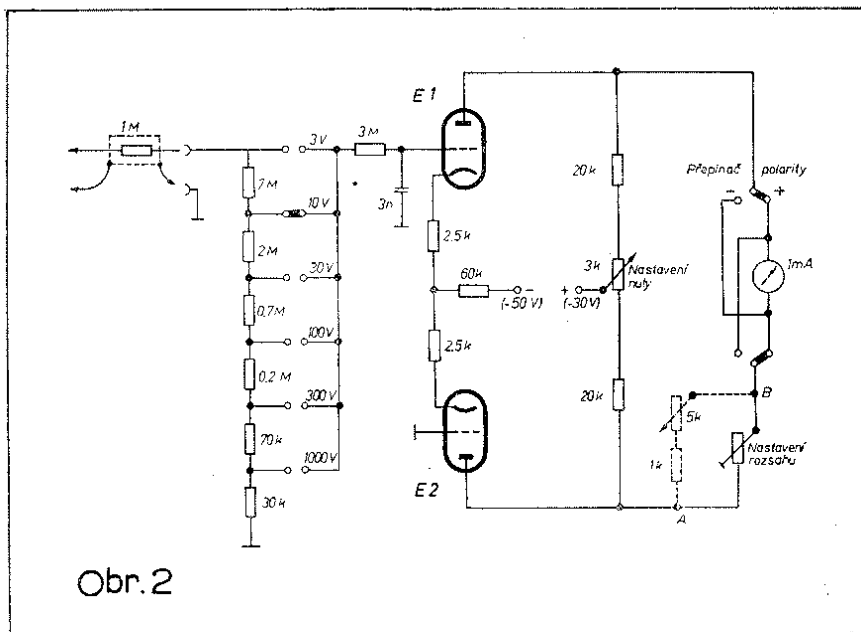 E1
1M
3V
3M
7M
10V
3n
2M
30V
0,7M
100V
0,2M
300V
70k
1000V
30k
2,5k
60k
−
(-50V)
2,5k
E2
20k
3k
Nastavení
nuly
+
(-30V)
20k
Přepínač polarity
− +
1mA
B
5k
1k
Nastavení
rozsahu
A
Obr. 2